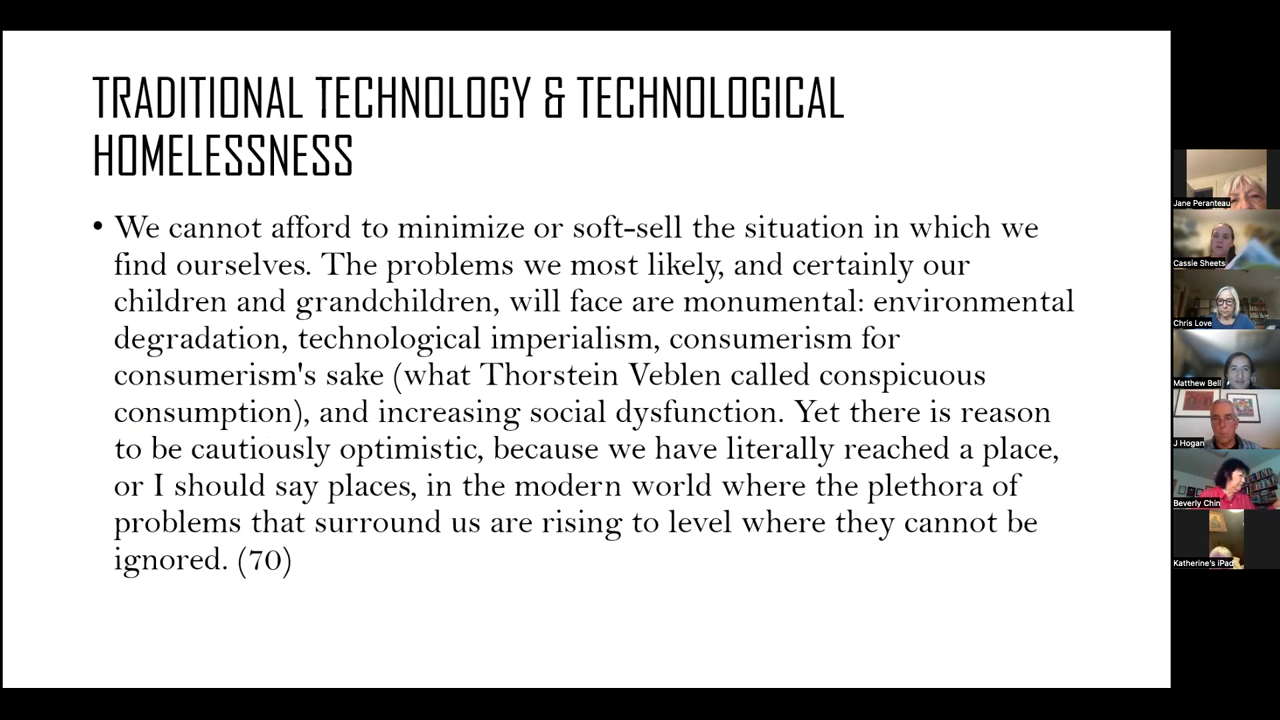 TRADITIONAL TECHNOLOGY & TECHNOLOGICAL
HOMELESSNESS
• We cannot afford to minimize or soft-sell the situation in which we
find ourselves. The problems we most likely, and certainly our
children and grandchildren, will face are monumental: environmental
degradation, technological imperialism, consumerism for
consumerism's sake (what Thorstein Veblen called conspicuous
consumption), and increasing social dysfunction. Yet there is reason
to be cautiously optimistic, because we have literally reached a place,
or I should say places, in the modern world where the plethora of
problems that surround us are rising to level where they cannot be
ignored. (70)
Jane Peranteau
Cassie Sheets
Chris Love
Matthew Bell
J Hogan
Beverly Chin
Katherine's iPad